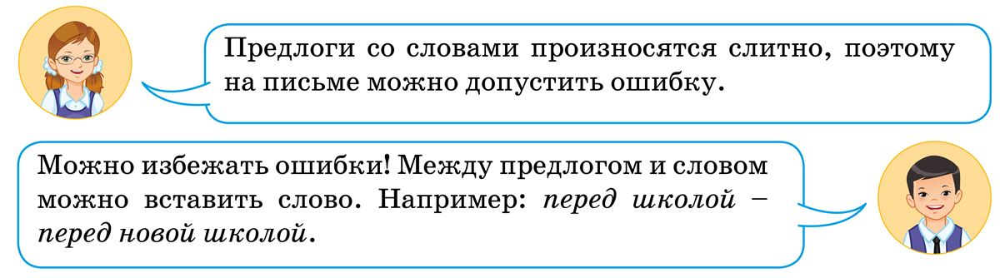 Предлоги со словами произносятся слитно, поэтому
на письме можно допустить ошибку.
Можно избежать ошибки! Между предлогом и словом
можно вставить слово. Например: перед школой –
перед новой школой.